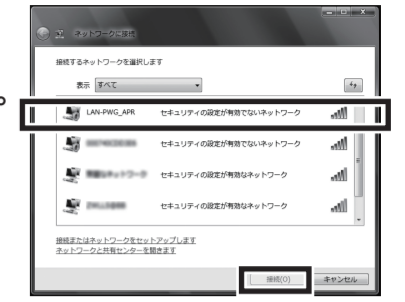 ネットワークに接続
接続するネットワークを選択します
表示 すべて
LAN-PWG_APR セキュリティの設定が有効でないネットワーク
セキュリティの設定が有効でないネットワーク
セキュリティの設定が有効なネットワーク
セキュリティの設定が有効なネットワーク
接続またはネットワークをセットアップします
ネットワークと共有センターを開きます
接続(O) キャンセル